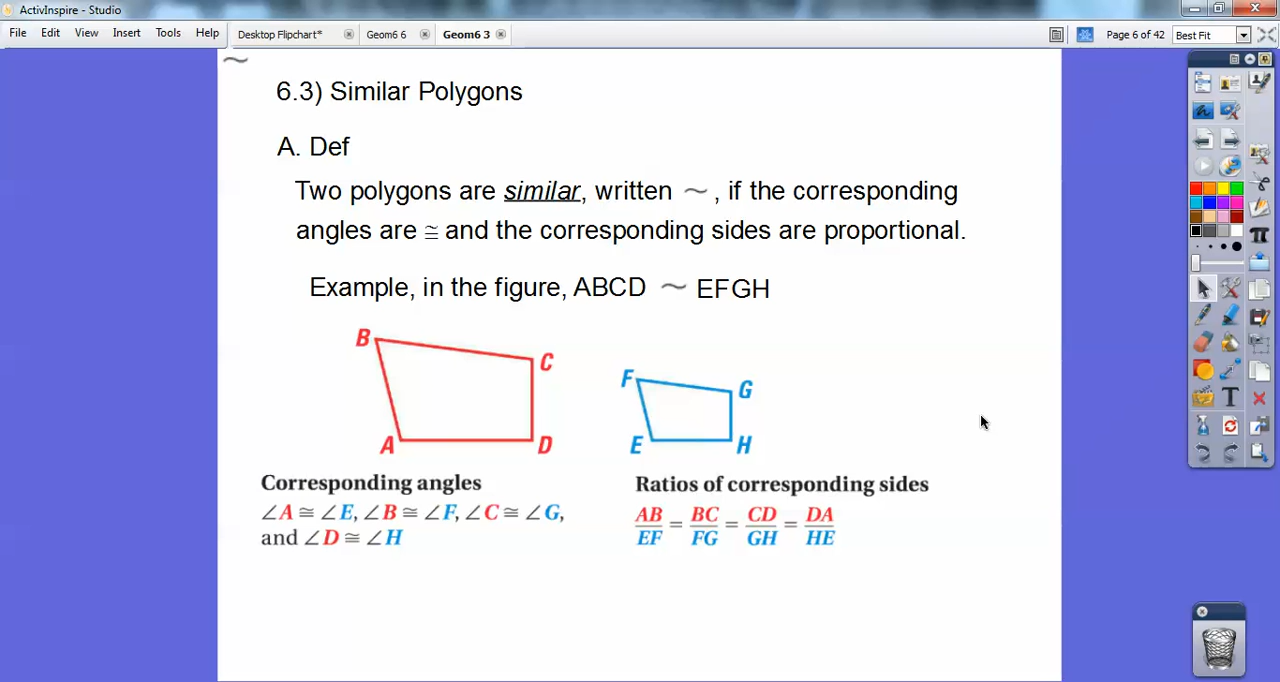 ActivInspire - Studio
File Edit View Insert Tools Help Desktop Flipchart* Geom6 6 Geom6 3 Page 6 of 42 Best Fit
~
6.3) Similar Polygons
A. Def
Two polygons are similar, written ~ , if the corresponding
angles are ≅ and the corresponding sides are proportional.
Example, in the figure, ABCD ~ EFGH
B C A D
F G E H
Corresponding angles
∠A ≅ ∠E, ∠B ≅ ∠F, ∠C ≅ ∠G,
and ∠D ≅ ∠H
Ratios of corresponding sides
AB/EF = BC/FG = CD/GH = DA/HE